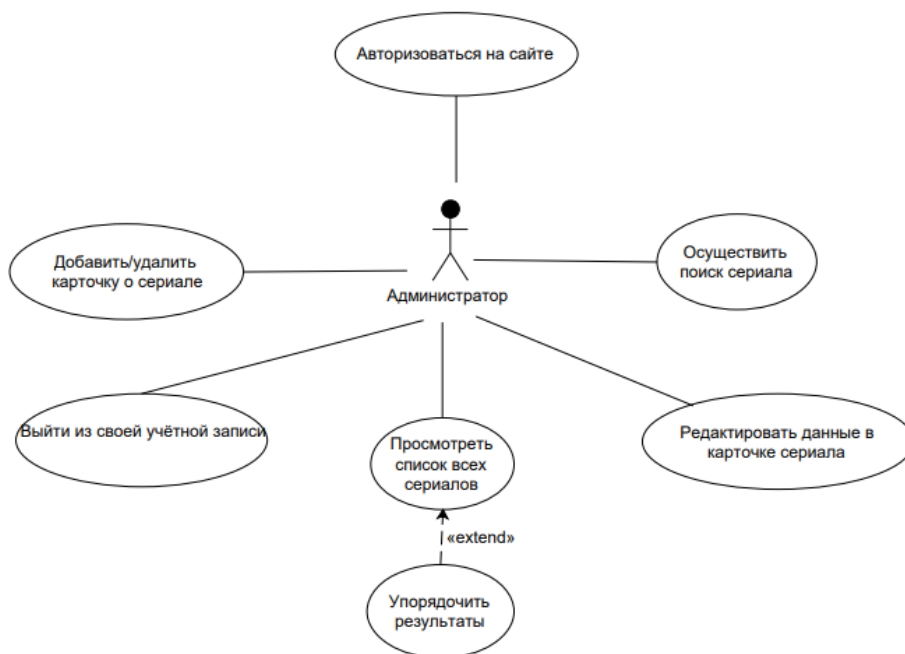 Авторизоваться на сайте
Добавить/удалить
карточку о сериале
Осуществить
поиск сериала
Администратор
Выйти из своей учётной записи
Просмотреть
список всех
сериалов
Редактировать данные в
карточке сериала
«extend»
Упорядочить
результаты